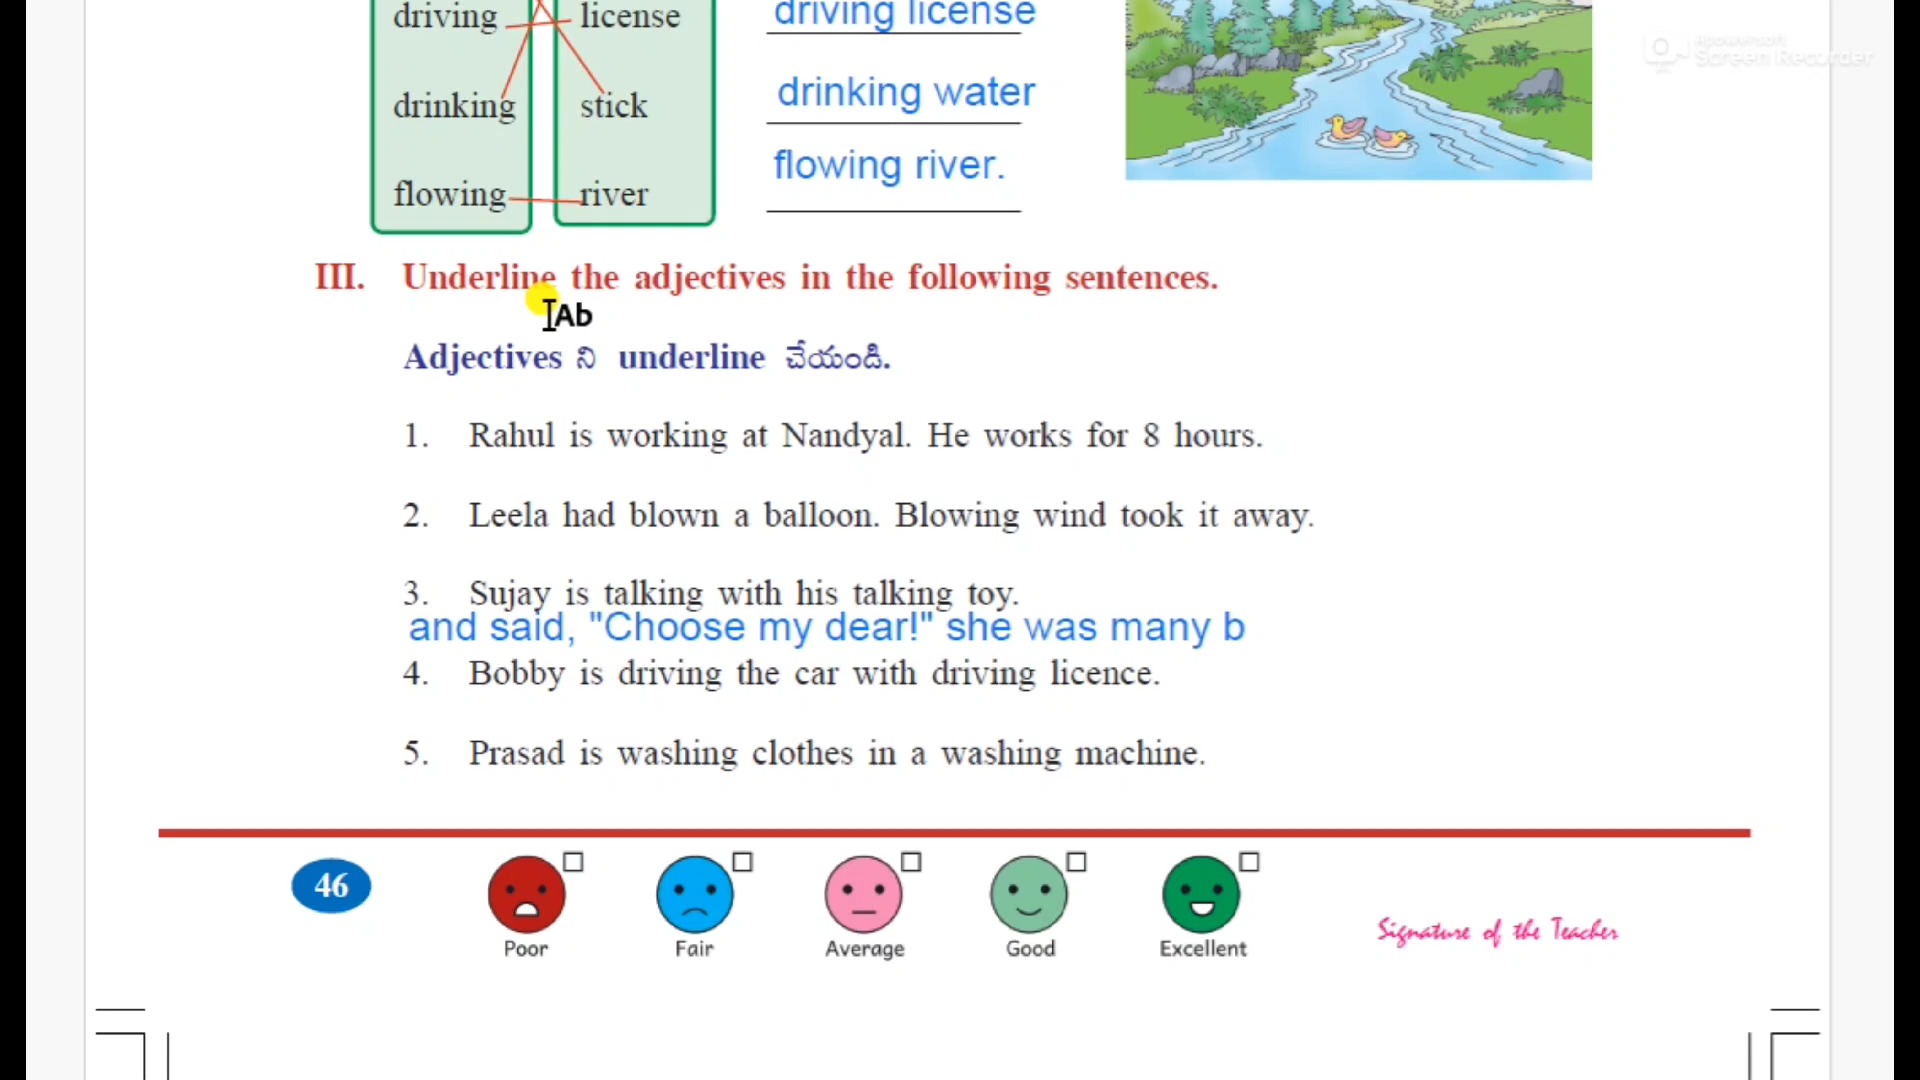 driving license driving license
drinking stick drinking water
flowing river flowing river.
Apowersoft
Screen Recorder
III. Underline the adjectives in the following sentences.
Ab
Adjectives ని underline చేయండి.
1. Rahul is working at Nandyal. He works for 8 hours.
2. Leela had blown a balloon. Blowing wind took it away.
3. Sujay is talking with his talking toy.
and said, "Choose my dear!" she was many b
4. Bobby is driving the car with driving licence.
5. Prasad is washing clothes in a washing machine.
46
Poor Fair Average Good Excellent
Signature of the Teacher